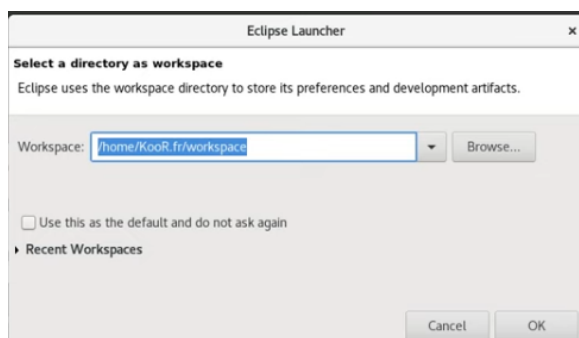 Eclipse Launcher
Select a directory as workspace
Eclipse uses the workspace directory to store its preferences and development artifacts.
Workspace: /home/KooR.fr/workspace Browse...
Use this as the default and do not ask again
Recent Workspaces
Cancel OK